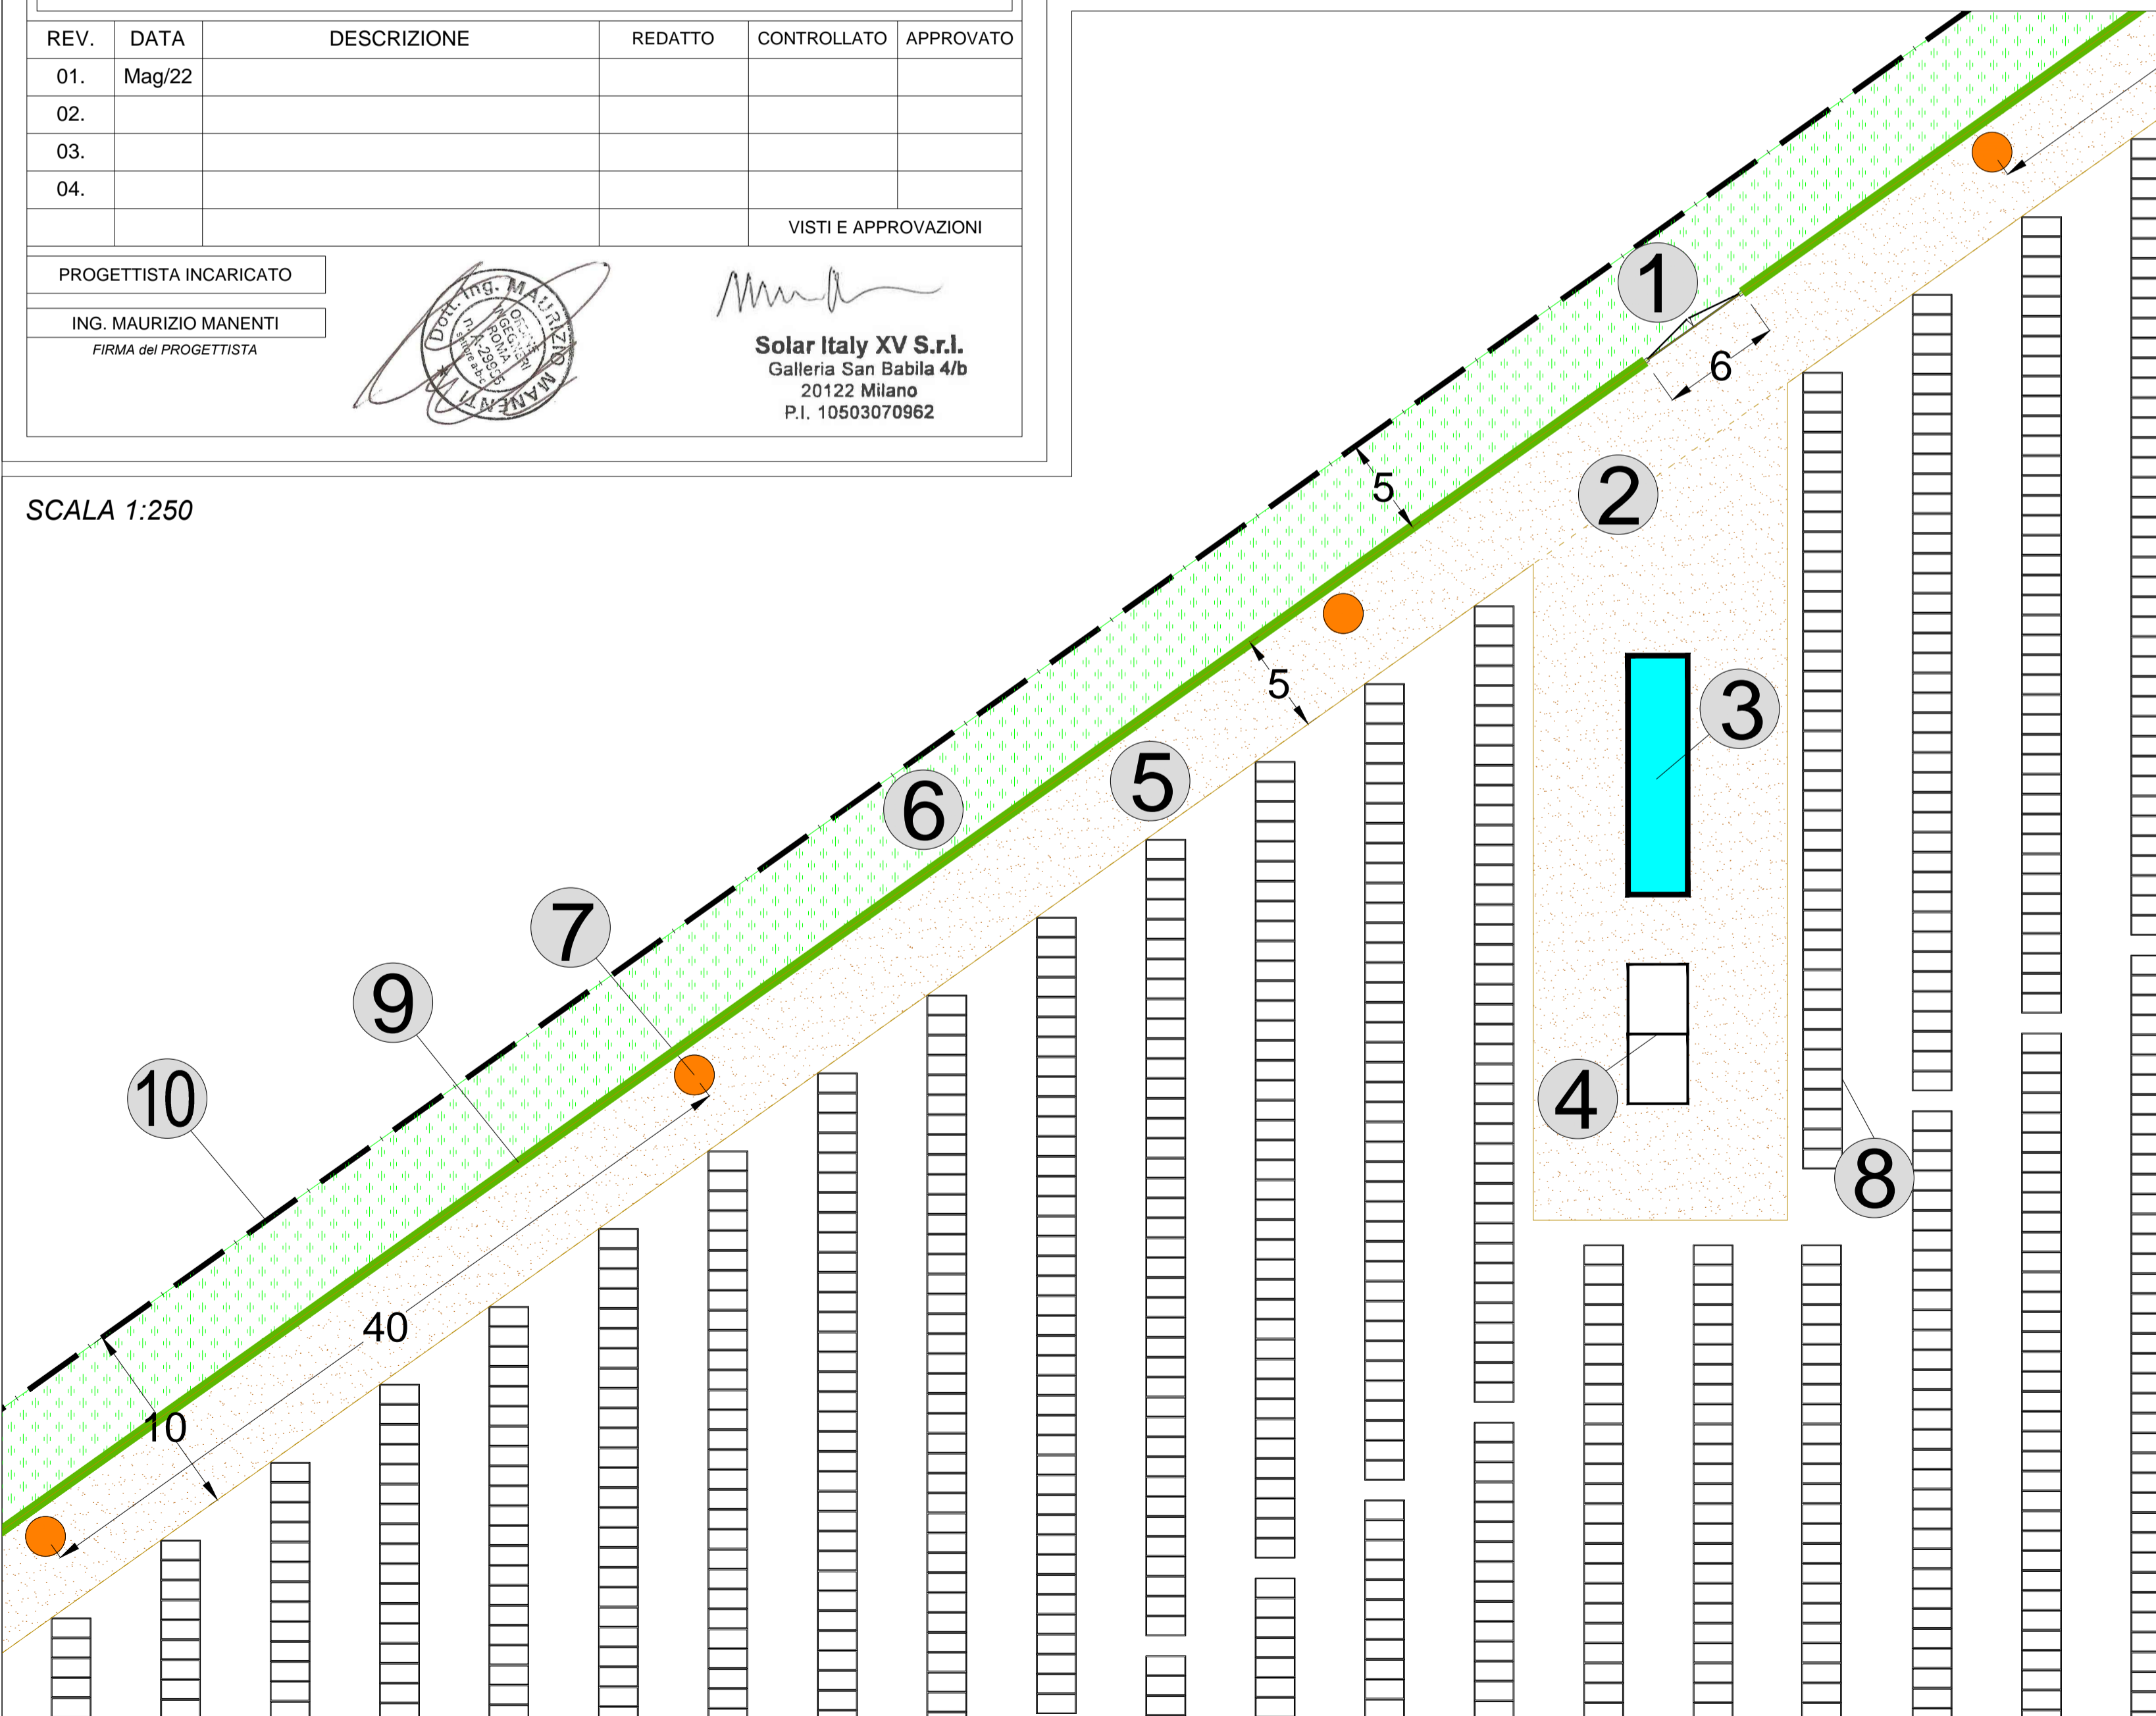 REV. DATA DESCRIZIONE REDATTO CONTROLLATO APPROVATO
01. Mag/22
02.
03.
04.
VISTI E APPROVAZIONI
PROGETTISTA INCARICATO
ING. MAURIZIO MANENTI
FIRMA del PROGETTISTA
Dott. Ing. MAURIZIO MANENTI
ROMA
Solar Italy XV S.r.l.
Galleria San Babila 4/b
20122 Milano
P.I. 10503070962
SCALA 1:250
1
6
2
5
5
3
5
6
7
9
10
4
8
40
10